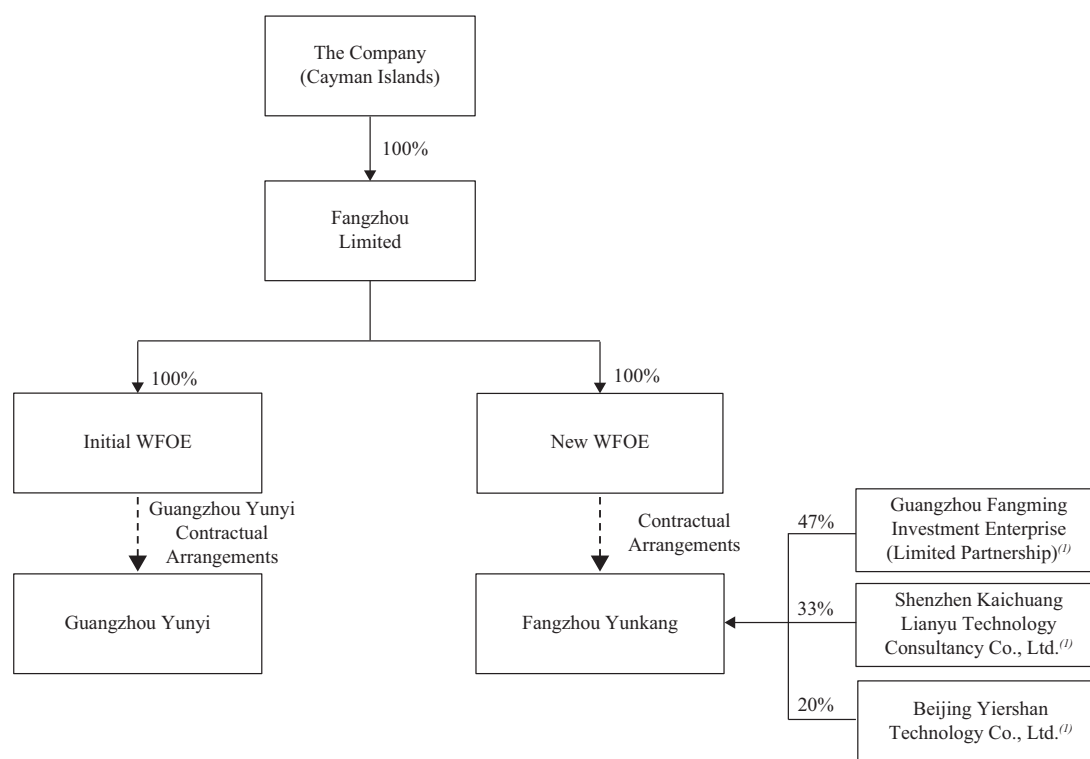 The Company
(Cayman Islands)
100%
Fangzhou
Limited
100%
100%
Initial WFOE
New WFOE
Guangzhou Yunyi
Contractual
Arrangements
Contractual
Arrangements
Guangzhou Yunyi
Fangzhou Yunkang
47%
Guangzhou Fangming
Investment Enterprise
(Limited Partnership)(1)
33%
Shenzhen Kaichuang
Lianyu Technology
Consultancy Co., Ltd.(1)
20%
Beijing Yiershan
Technology Co., Ltd.(1)